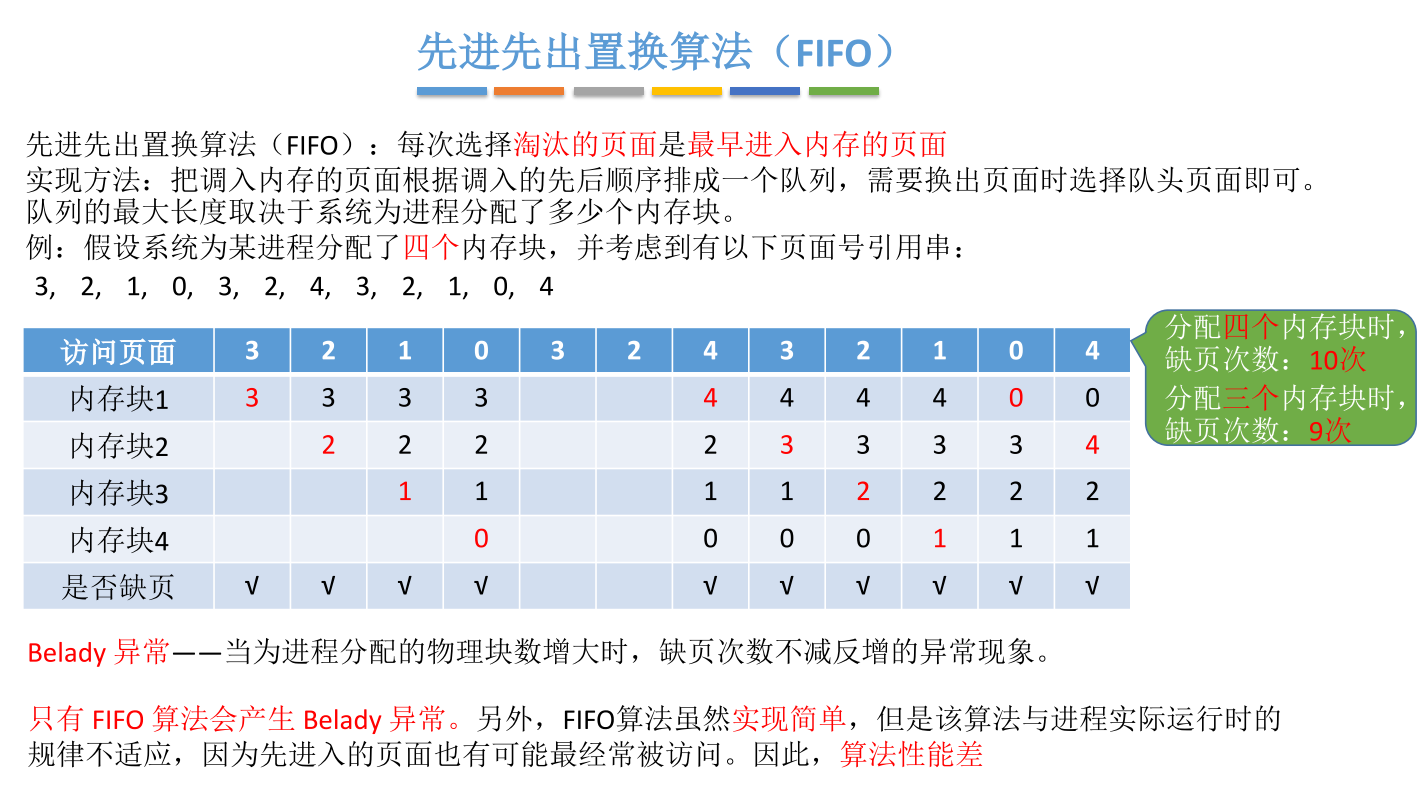 先进先出置换算法（FIFO）
先进先出置换算法（FIFO）：每次选择淘汰的页面是最早进入内存的页面
实现方法：把调入内存的页面根据调入的先后顺序排成一个队列，需要换出页面时选择队头页面即可。
队列的最大长度取决于系统为进程分配了多少个内存块。
例：假设系统为某进程分配了四个内存块，并考虑到有以下页面号引用串：
3, 2, 1, 0, 3, 2, 4, 3, 2, 1, 0, 4
访问页面 3 2 1 0 3 2 4 3 2 1 0 4
内存块1 3 3 3 3 4 4 4 4 0 0
内存块2 2 2 2 2 3 3 3 3 4
内存块3 1 1 1 1 2 2 2 2
内存块4 0 0 0 0 1 1 1
是否缺页 √ √ √ √ √ √ √ √ √ √
分配四个内存块时，
缺页次数：10次
分配三个内存块时，
缺页次数：9次
Belady 异常——当为进程分配的物理块数增大时，缺页次数不减反增的异常现象。
只有 FIFO 算法会产生 Belady 异常。另外，FIFO算法虽然实现简单，但是该算法与进程实际运行时的
规律不适应，因为先进入的页面也有可能最经常被访问。因此，算法性能差